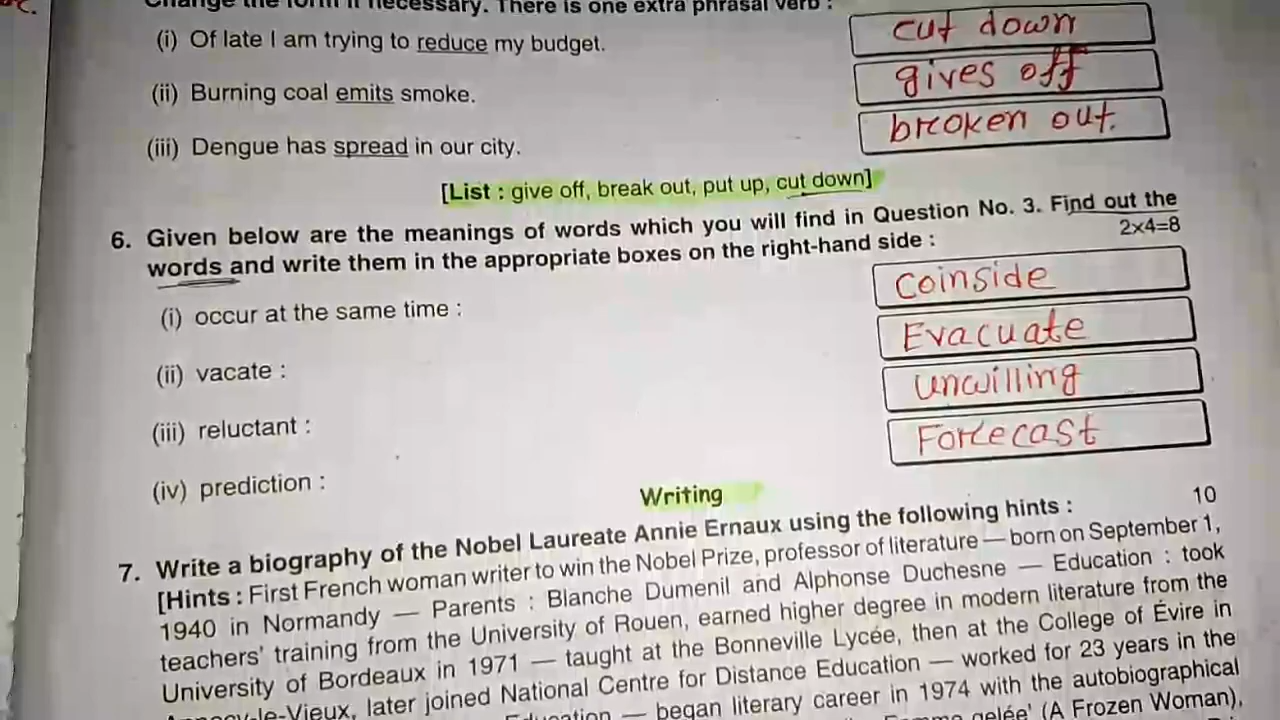 Change the form if necessary. There is one extra phrasal verb :
(i) Of late I am trying to reduce my budget.
cut down
(ii) Burning coal emits smoke.
gives off
(iii) Dengue has spread in our city.
broken out.
[List : give off, break out, put up, cut down]
6. Given below are the meanings of words which you will find in Question No. 3. Find out the
words and write them in the appropriate boxes on the right-hand side :
2×4=8
(i) occur at the same time :
Coinside
(ii) vacate :
Evacuate
(iii) reluctant :
unwilling
(iv) prediction :
Forecast
Writing
7. Write a biography of the Nobel Laureate Annie Ernaux using the following hints :
10
[Hints : First French woman writer to win the Nobel Prize, professor of literature — born on September 1,
1940 in Normandy — Parents : Blanche Dumenil and Alphonse Duchesne — Education : took
teachers' training from the University of Rouen, earned higher degree in modern literature from the
University of Bordeaux in 1971 — taught at the Bonneville Lycée, then at the College of Évire in
-le-Vieux, later joined National Centre for Distance Education — worked for 23 years in the
— began literary career in 1974 with the autobiographical
gelée' (A Frozen Woman),